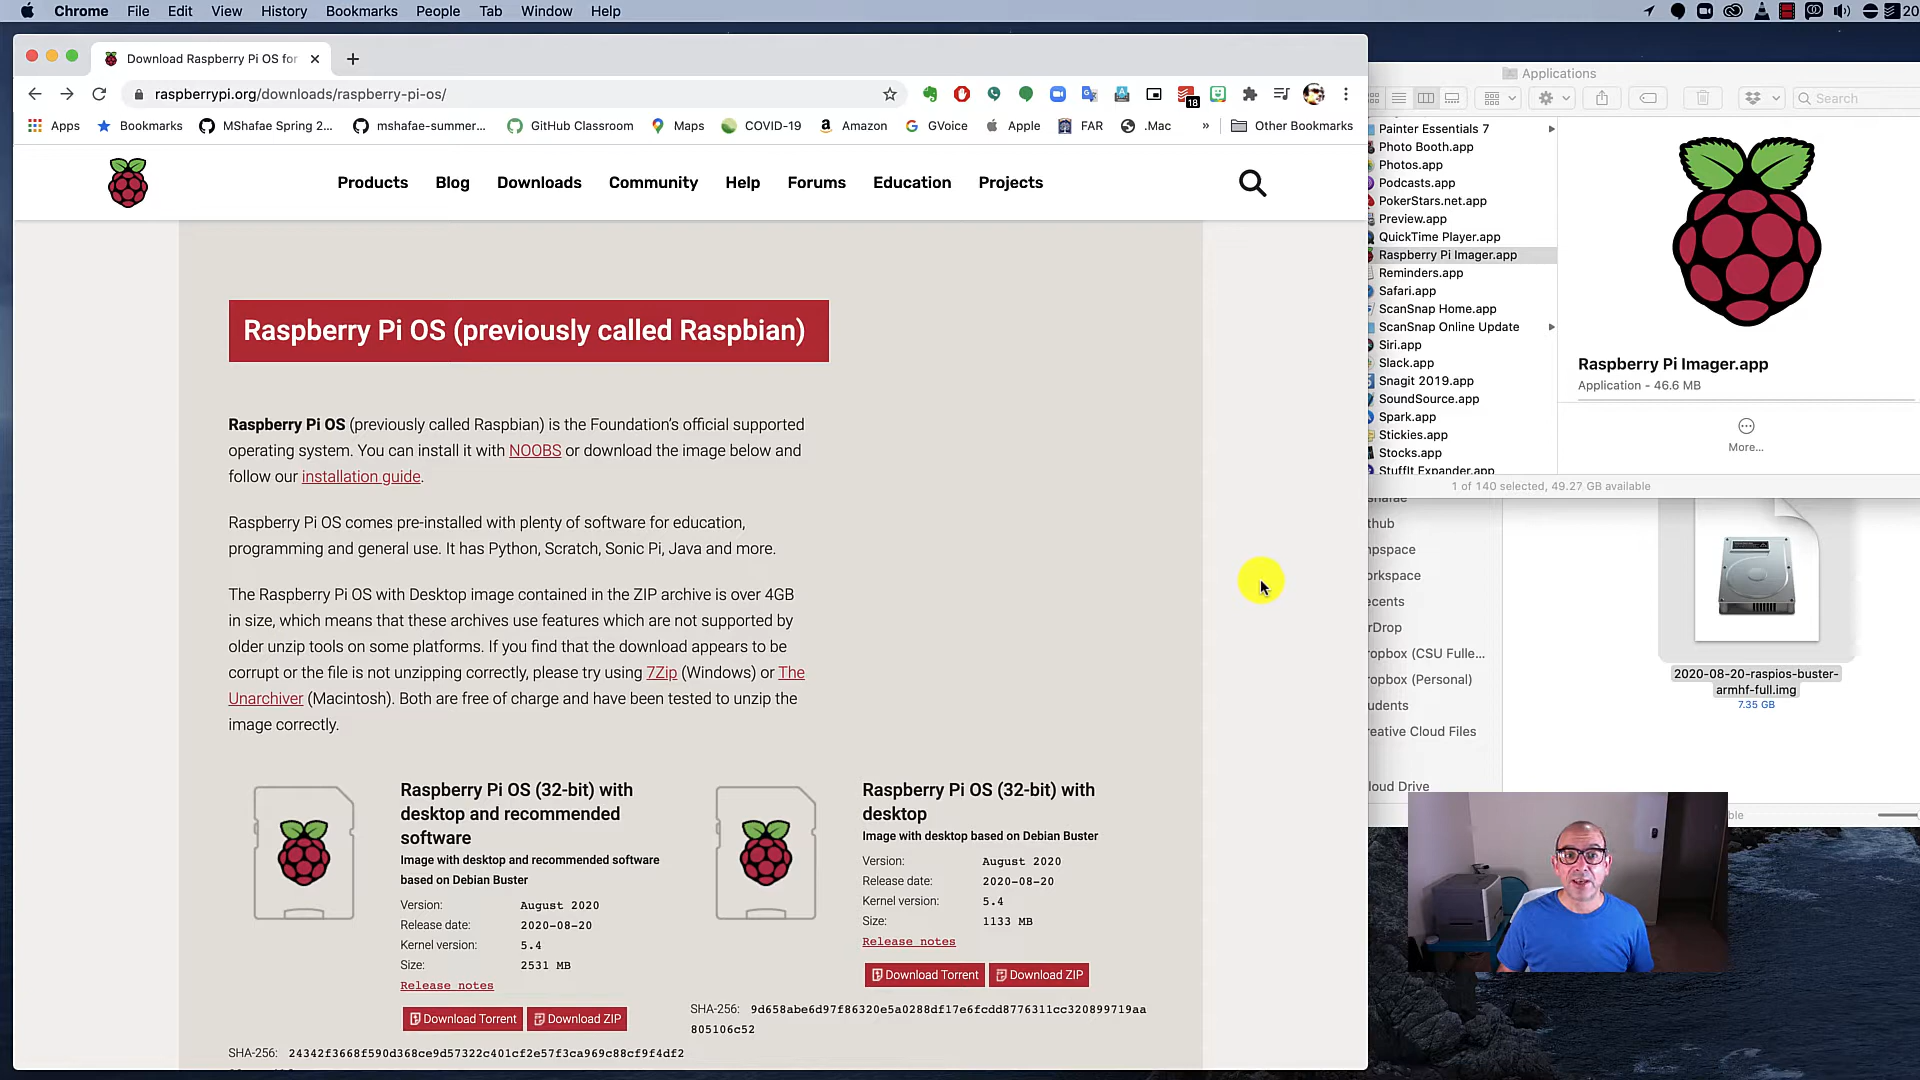 Chrome File Edit View History Bookmarks People Tab Window Help
20
Download Raspberry Pi OS for
raspberrypi.org/downloads/raspberry-pi-os/
18
Apps Bookmarks MShafae Spring 2... mshafae-summer... GitHub Classroom Maps COVID-19 Amazon GVoice Apple FAR .Mac » Other Bookmarks
Products Blog Downloads Community Help Forums Education Projects
Raspberry Pi OS (previously called Raspbian)
Raspberry Pi OS (previously called Raspbian) is the Foundation's official supported
operating system. You can install it with NOOBS or download the image below and
follow our installation guide.
Raspberry Pi OS comes pre-installed with plenty of software for education,
programming and general use. It has Python, Scratch, Sonic Pi, Java and more.
The Raspberry Pi OS with Desktop image contained in the ZIP archive is over 4GB
in size, which means that these archives use features which are not supported by
older unzip tools on some platforms. If you find that the download appears to be
corrupt or the file is not unzipping correctly, please try using 7Zip (Windows) or The
Unarchiver (Macintosh). Both are free of charge and have been tested to unzip the
image correctly.
Raspberry Pi OS (32-bit) with
desktop and recommended
software
Image with desktop and recommended software
based on Debian Buster
Version: August 2020
Release date: 2020-08-20
Kernel version: 5.4
Size: 2531 MB
Release notes
Download Torrent Download ZIP
SHA-256: 24342f3668f590d368ce9d57322c401cf2e57f3ca969c88cf9f4df2
Raspberry Pi OS (32-bit) with
desktop
Image with desktop based on Debian Buster
Version: August 2020
Release date: 2020-08-20
Kernel version: 5.4
Size: 1133 MB
Release notes
Download Torrent Download ZIP
SHA-256: 9d658abe6d97f86320e5a0288df17e6fcdd8776311cc320899719aa
805106c52
Applications
Search
Painter Essentials 7
Photo Booth.app
Photos.app
Podcasts.app
PokerStars.net.app
Preview.app
QuickTime Player.app
Raspberry Pi Imager.app
Reminders.app
Safari.app
ScanSnap Home.app
ScanSnap Online Update
Siri.app
Slack.app
Snagit 2019.app
SoundSource.app
Spark.app
Stickies.app
Stocks.app
StuffIt Expander.app
Raspberry Pi Imager.app
Application - 46.6 MB
More...
1 of 140 selected, 49.27 GB available
shafae
thub
mpspace
orkspace
ecents
rDrop
ropbox (CSU Fulle...
ropbox (Personal)
udents
reative Cloud Files
loud Drive
2020-08-20-raspios-buster-
armhf-full.img
7.35 GB
ble